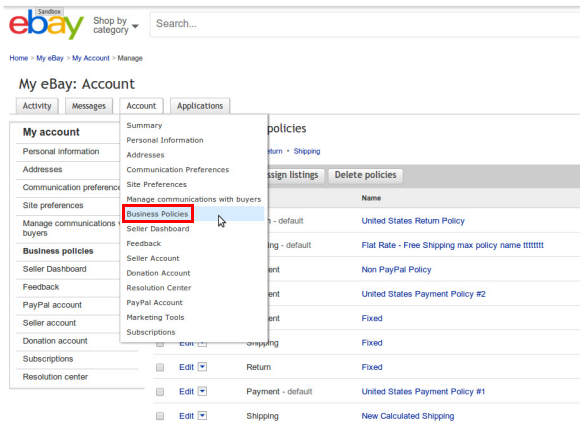 Sandbox
ebay
Shop by category
Search...
Home > My eBay > My Account > Manage
My eBay: Account
Activity
Messages
Account
Applications
My account
Personal information
Addresses
Communication preference
Site preferences
Manage communications
buyers
Business policies
Seller Dashboard
Feedback
PayPal account
Seller account
Donation account
Subscriptions
Resolution center
Summary
Personal Information
Addresses
Communication Preferences
Site Preferences
Manage communications with buyers
Business Policies
Seller Dashboard
Feedback
Seller Account
Donation Account
Resolution Center
PayPal Account
Marketing Tools
Subscriptions
policies
eturn • Shipping
ssign listings Delete policies
Name
n - default United States Return Policy
ing - default Flat Rate - Free Shipping max policy name tttttttt
ent Non PayPal Policy
ent United States Payment Policy #2
ent Fixed
Edit Shipping Fixed
Edit Return Fixed
Edit Payment - default United States Payment Policy #1
Edit Shipping New Calculated Shipping